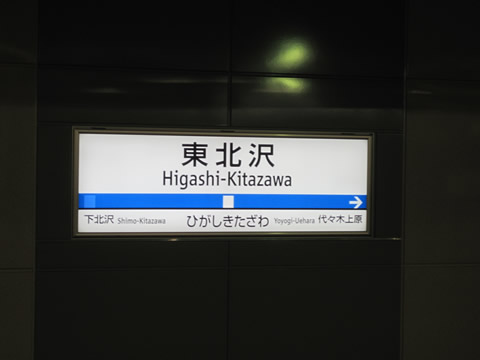 東北沢
Higashi-Kitazawa
下北沢 Shimo-Kitazawa ひがしきたざわ Yoyogi-Uehara 代々木上原